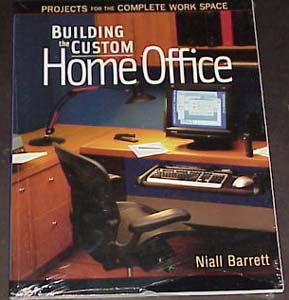 PROJECTS FOR THE COMPLETE WORK SPACE
BUILDING
the CUSTOM
Home Office
Niall Barrett